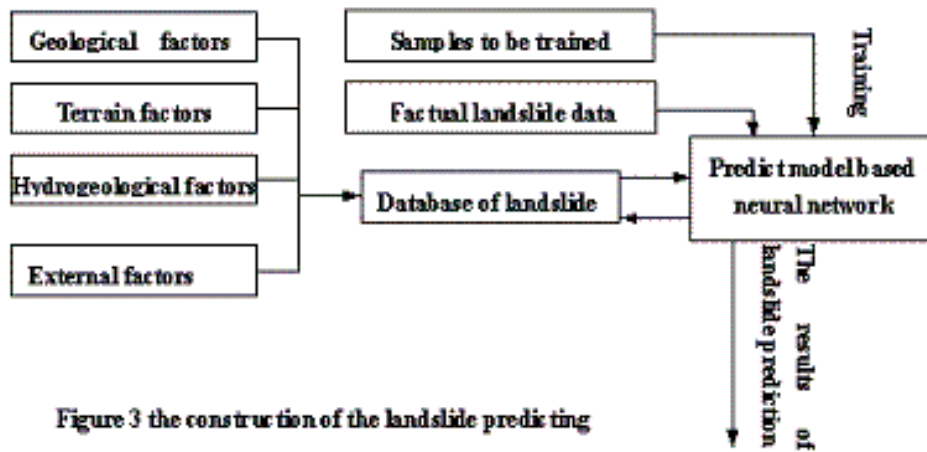 Geological factors
Terrain factors
Hydrogeological factors
External factors
Samples to be trained
Factual landslide data
Database of landslide
Training
Predict model based
neural network
The results of
landslide prediction
Figure 3 the construction of the landslide predicting